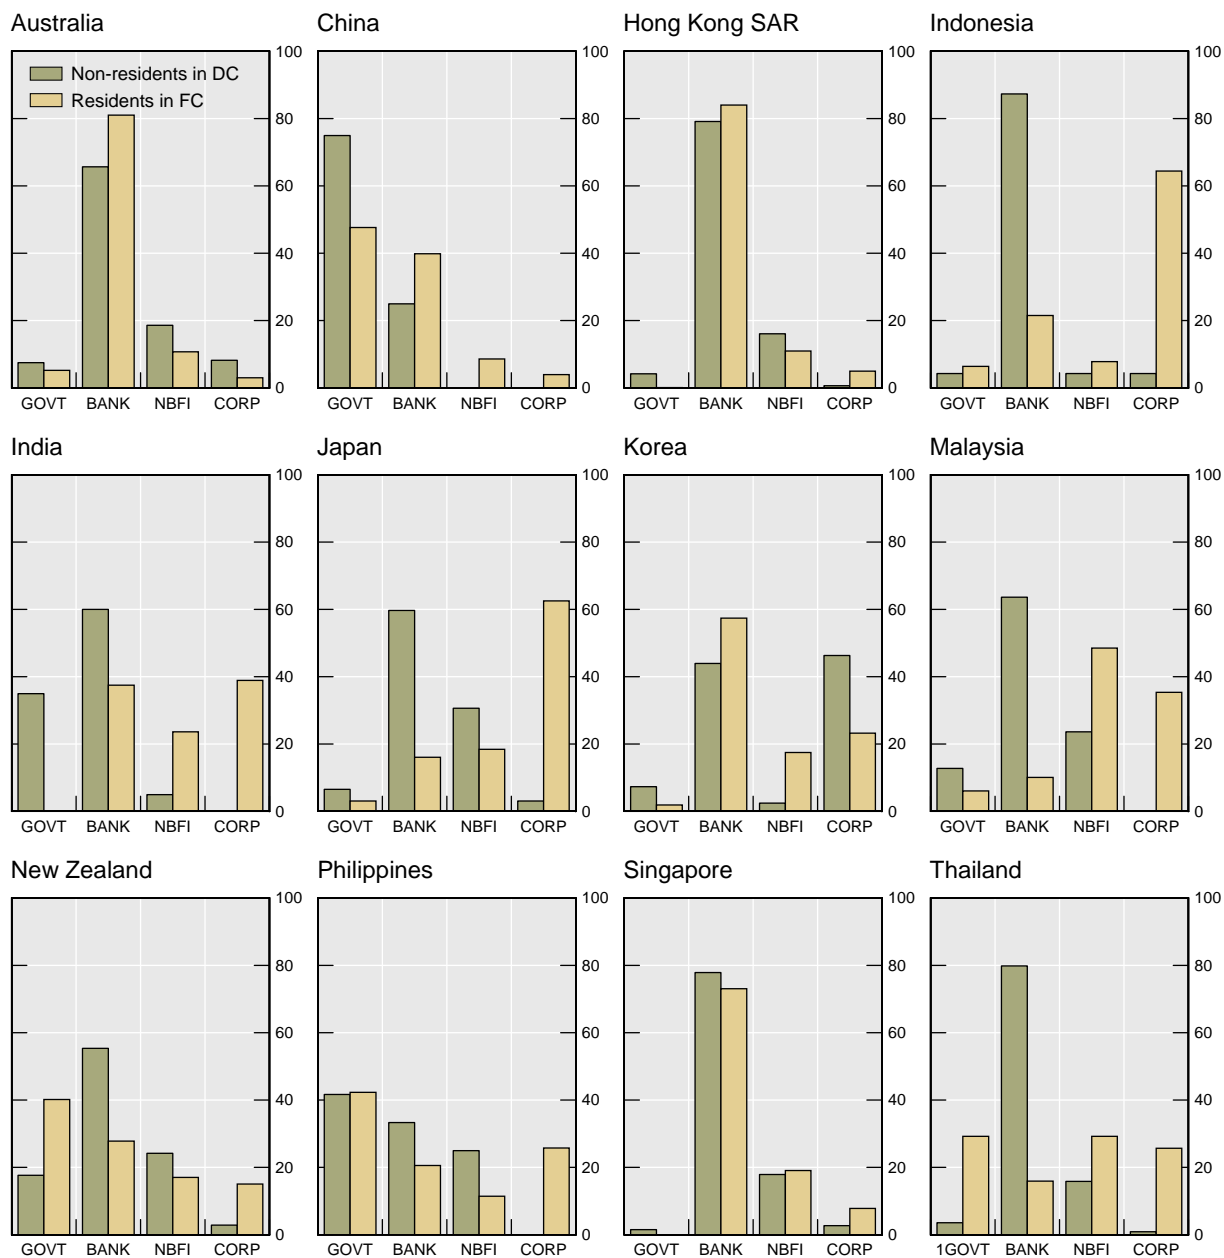 Australia
China
Hong Kong SAR
Indonesia
Non-residents in DC
Residents in FC
100
80
60
40
20
0
GOVT BANK NBFI CORP
100
80
60
40
20
0
GOVT BANK NBFI CORP
100
80
60
40
20
0
GOVT BANK NBFI CORP
100
80
60
40
20
0
GOVT BANK NBFI CORP
India
Japan
Korea
Malaysia
100
80
60
40
20
0
GOVT BANK NBFI CORP
100
80
60
40
20
0
GOVT BANK NBFI CORP
100
80
60
40
20
0
GOVT BANK NBFI CORP
100
80
60
40
20
0
GOVT BANK NBFI CORP
New Zealand
Philippines
Singapore
Thailand
100
80
60
40
20
0
GOVT BANK NBFI CORP
100
80
60
40
20
0
GOVT BANK NBFI CORP
100
80
60
40
20
0
GOVT BANK NBFI CORP
100
80
60
40
20
0
1GOVT BANK NBFI CORP